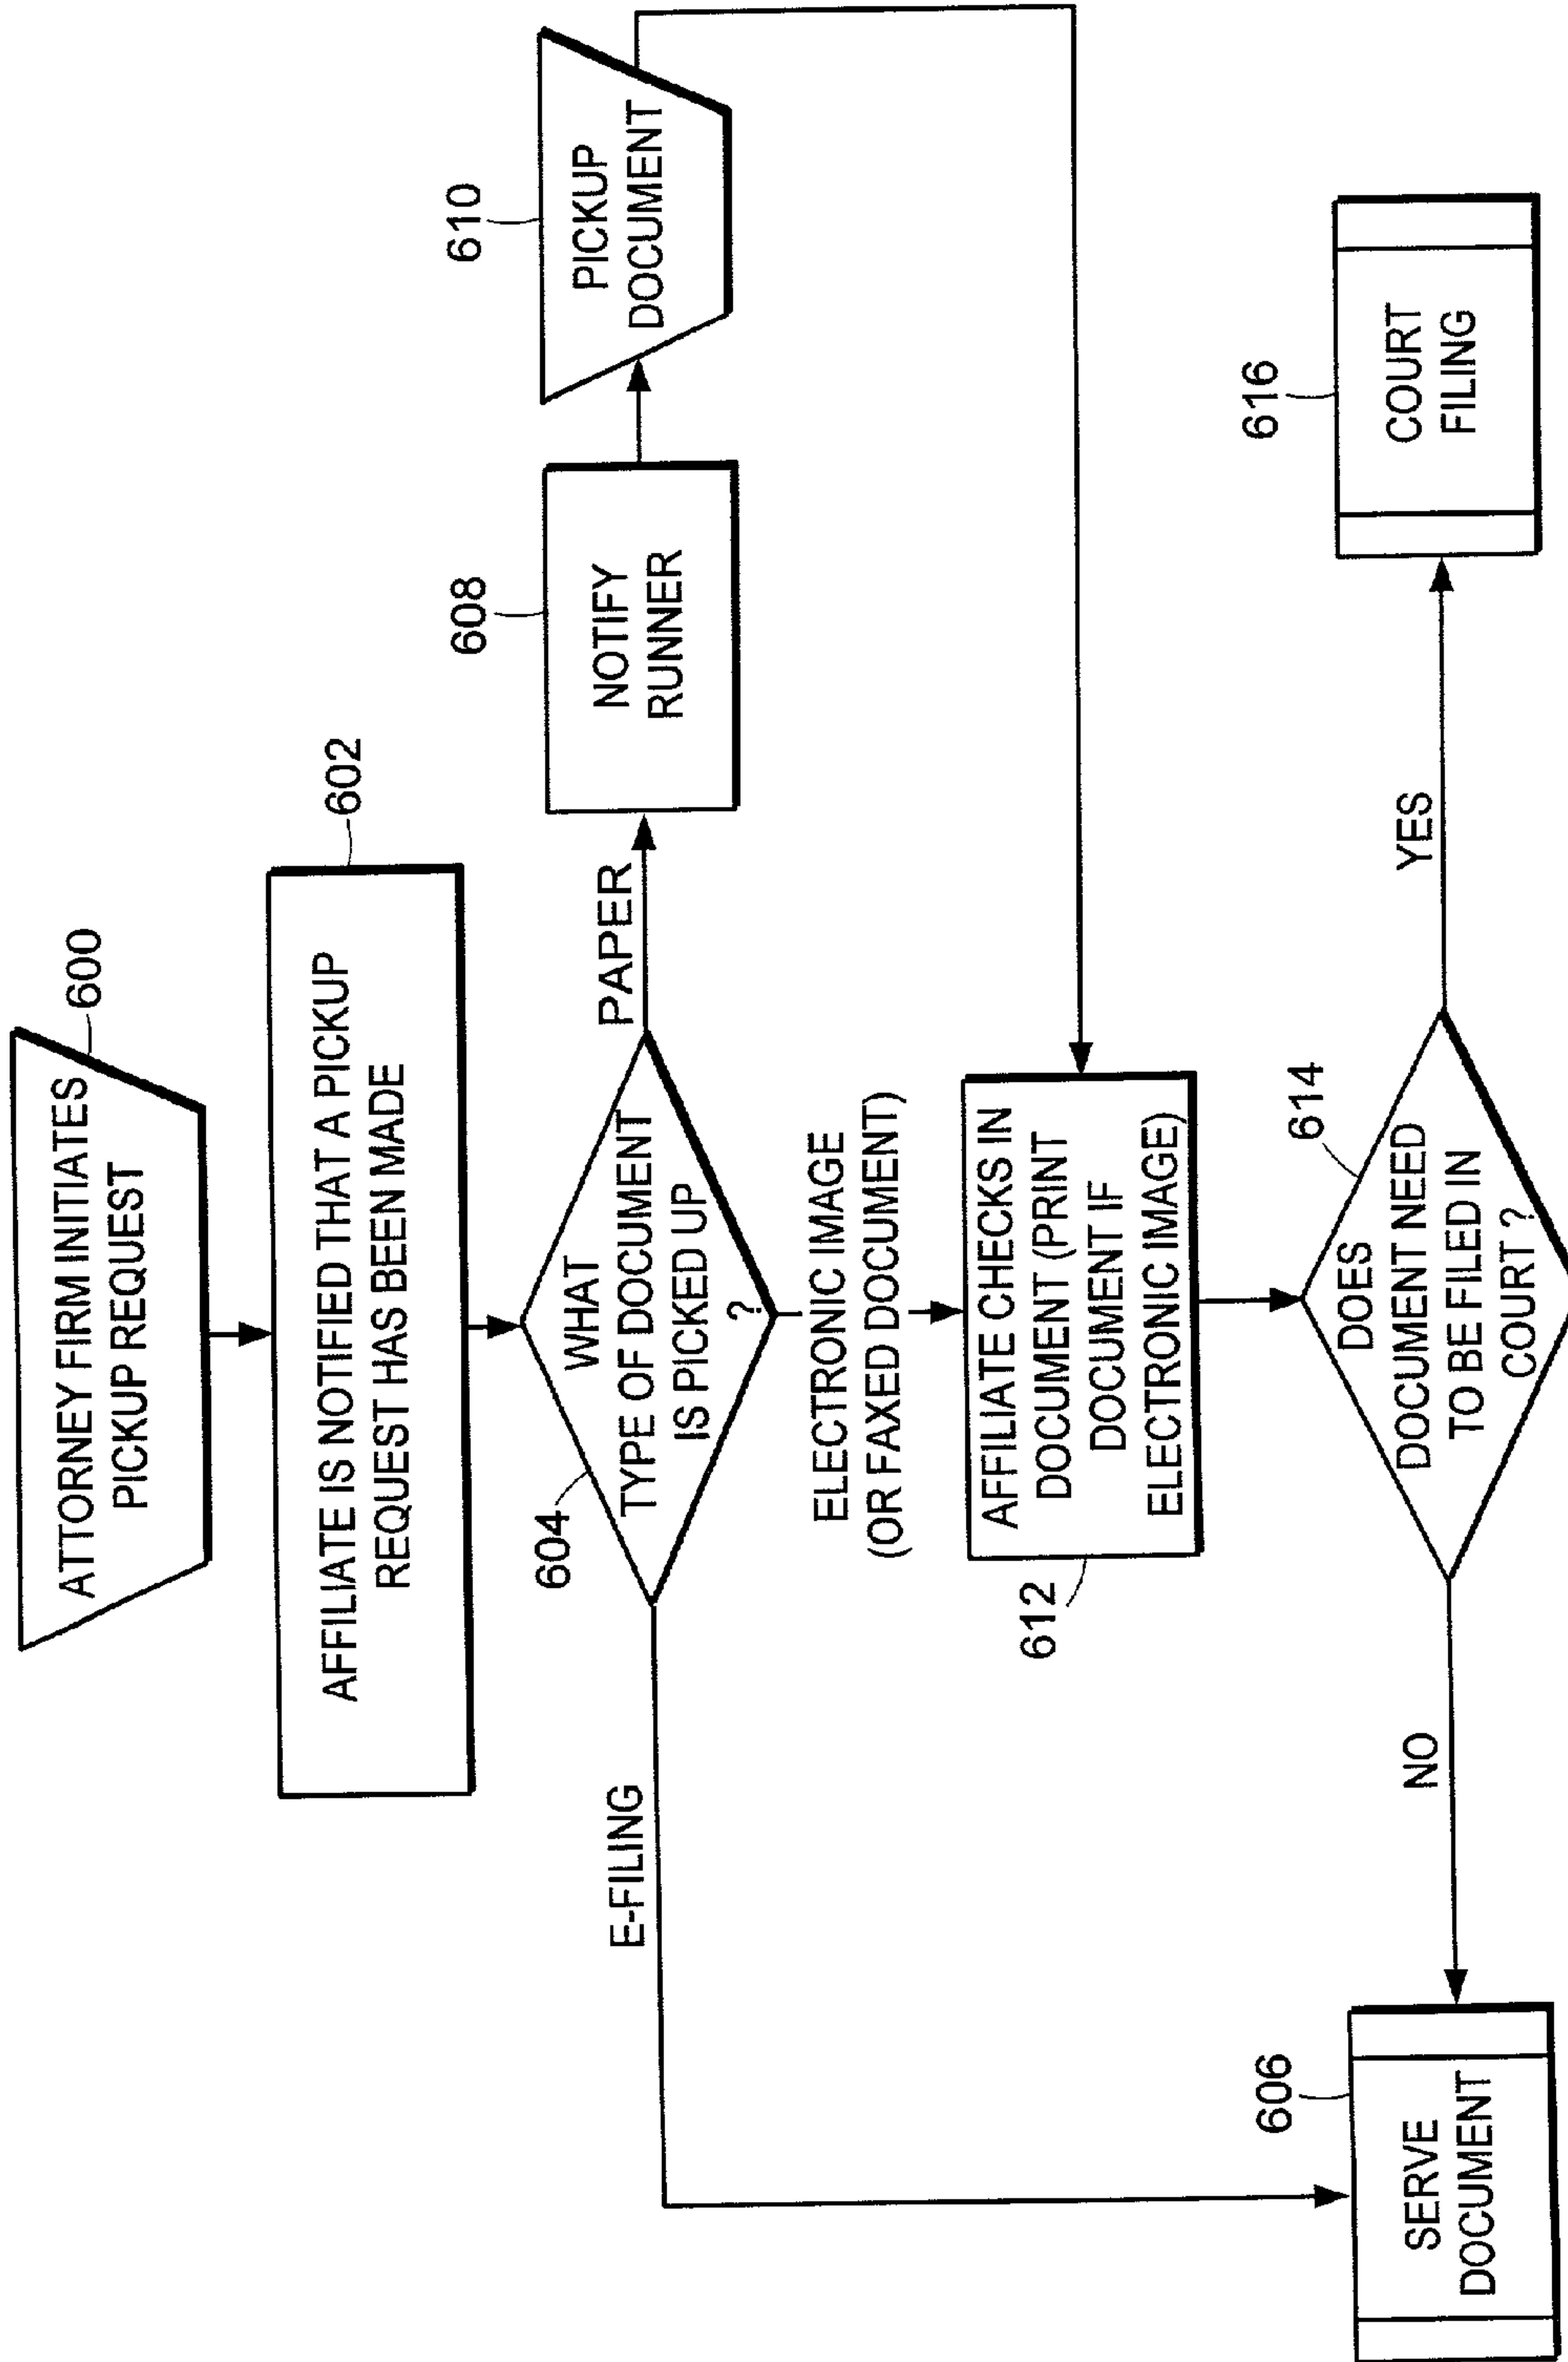 ATTORNEY FIRM INITIATES
PICKUP REQUEST
600
AFFILIATE IS NOTIFIED THAT A PICKUP
REQUEST HAS BEEN MADE
602
WHAT
TYPE OF DOCUMENT
IS PICKED UP
?
604
E-FILING
PAPER
NOTIFY
RUNNER
608
PICKUP
DOCUMENT
610
ELECTRONIC IMAGE
(OR FAXED DOCUMENT)
AFFILIATE CHECKS IN
DOCUMENT (PRINT
DOCUMENT IF
ELECTRONIC IMAGE)
612
DOES
DOCUMENT NEED
TO BE FILED IN
COURT ?
614
NO
YES
SERVE
DOCUMENT
606
COURT
FILING
616